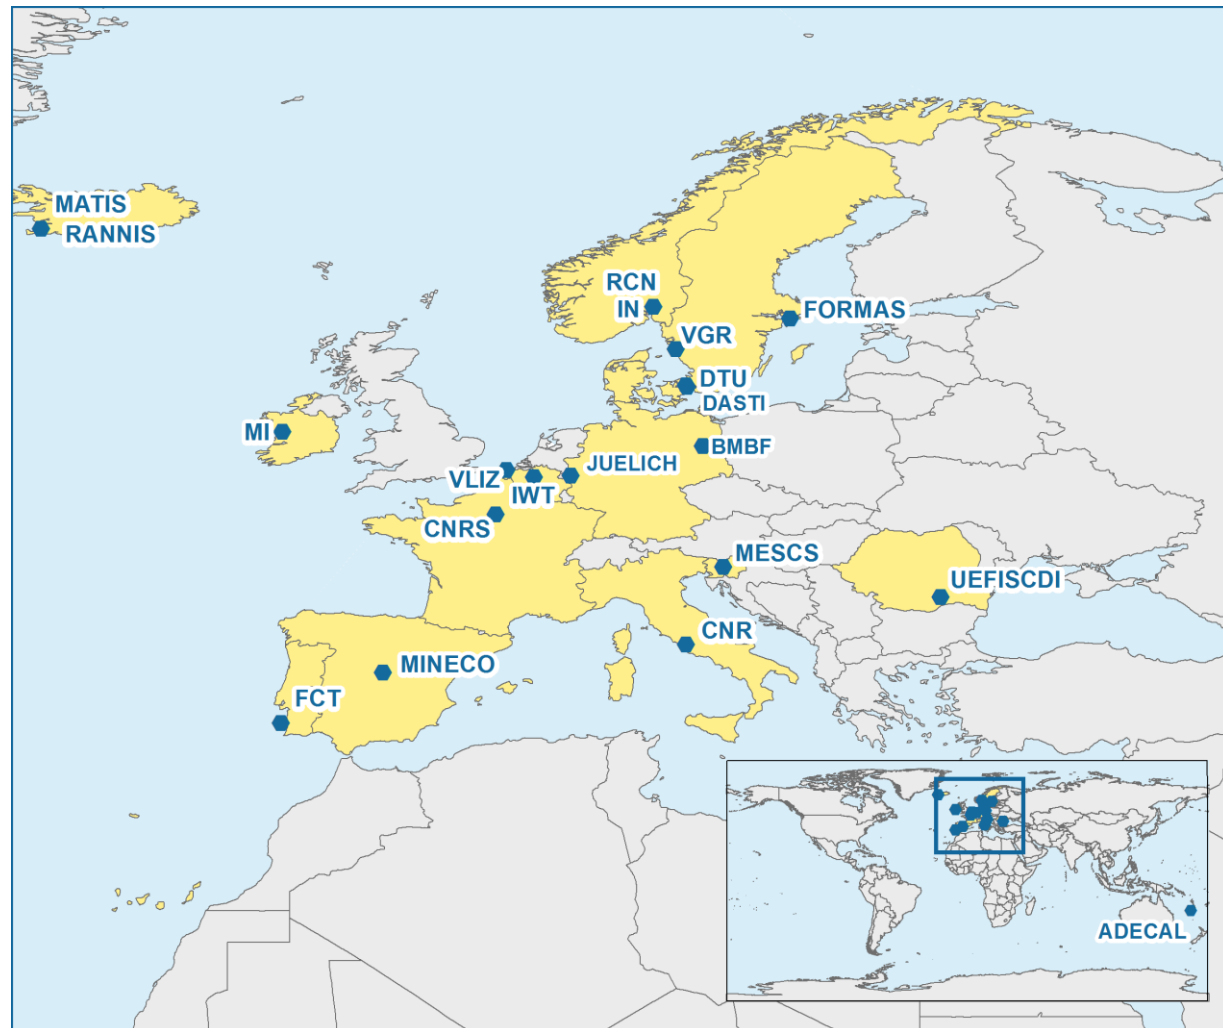 MATIS
RANNIS
RCN
IN
FORMAS
VGR
DTU
DASTI
MI
BMBF
JUELICH
VLIZ
IWT
CNRS
MESCS
UEFISCDI
CNR
MINECO
FCT
ADECAL